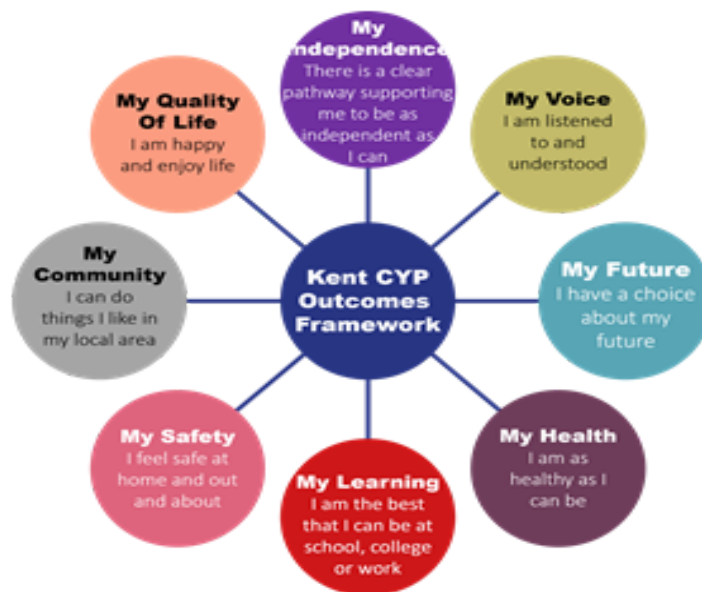 My
Independence
There is a clear
pathway supporting
me to be as
independent as
I can
My Voice
I am listened
to and
understood
My Future
I have a choice
about my
future
My Health
I am as
healthy as I
can be
My Learning
I am the best
that I can be at
school, college
or work
My Safety
I feel safe at
home and out
and about
My
Community
I can do
things I like in
my local area
My Quality
Of Life
I am happy
and enjoy life
Kent CYP
Outcomes
Framework